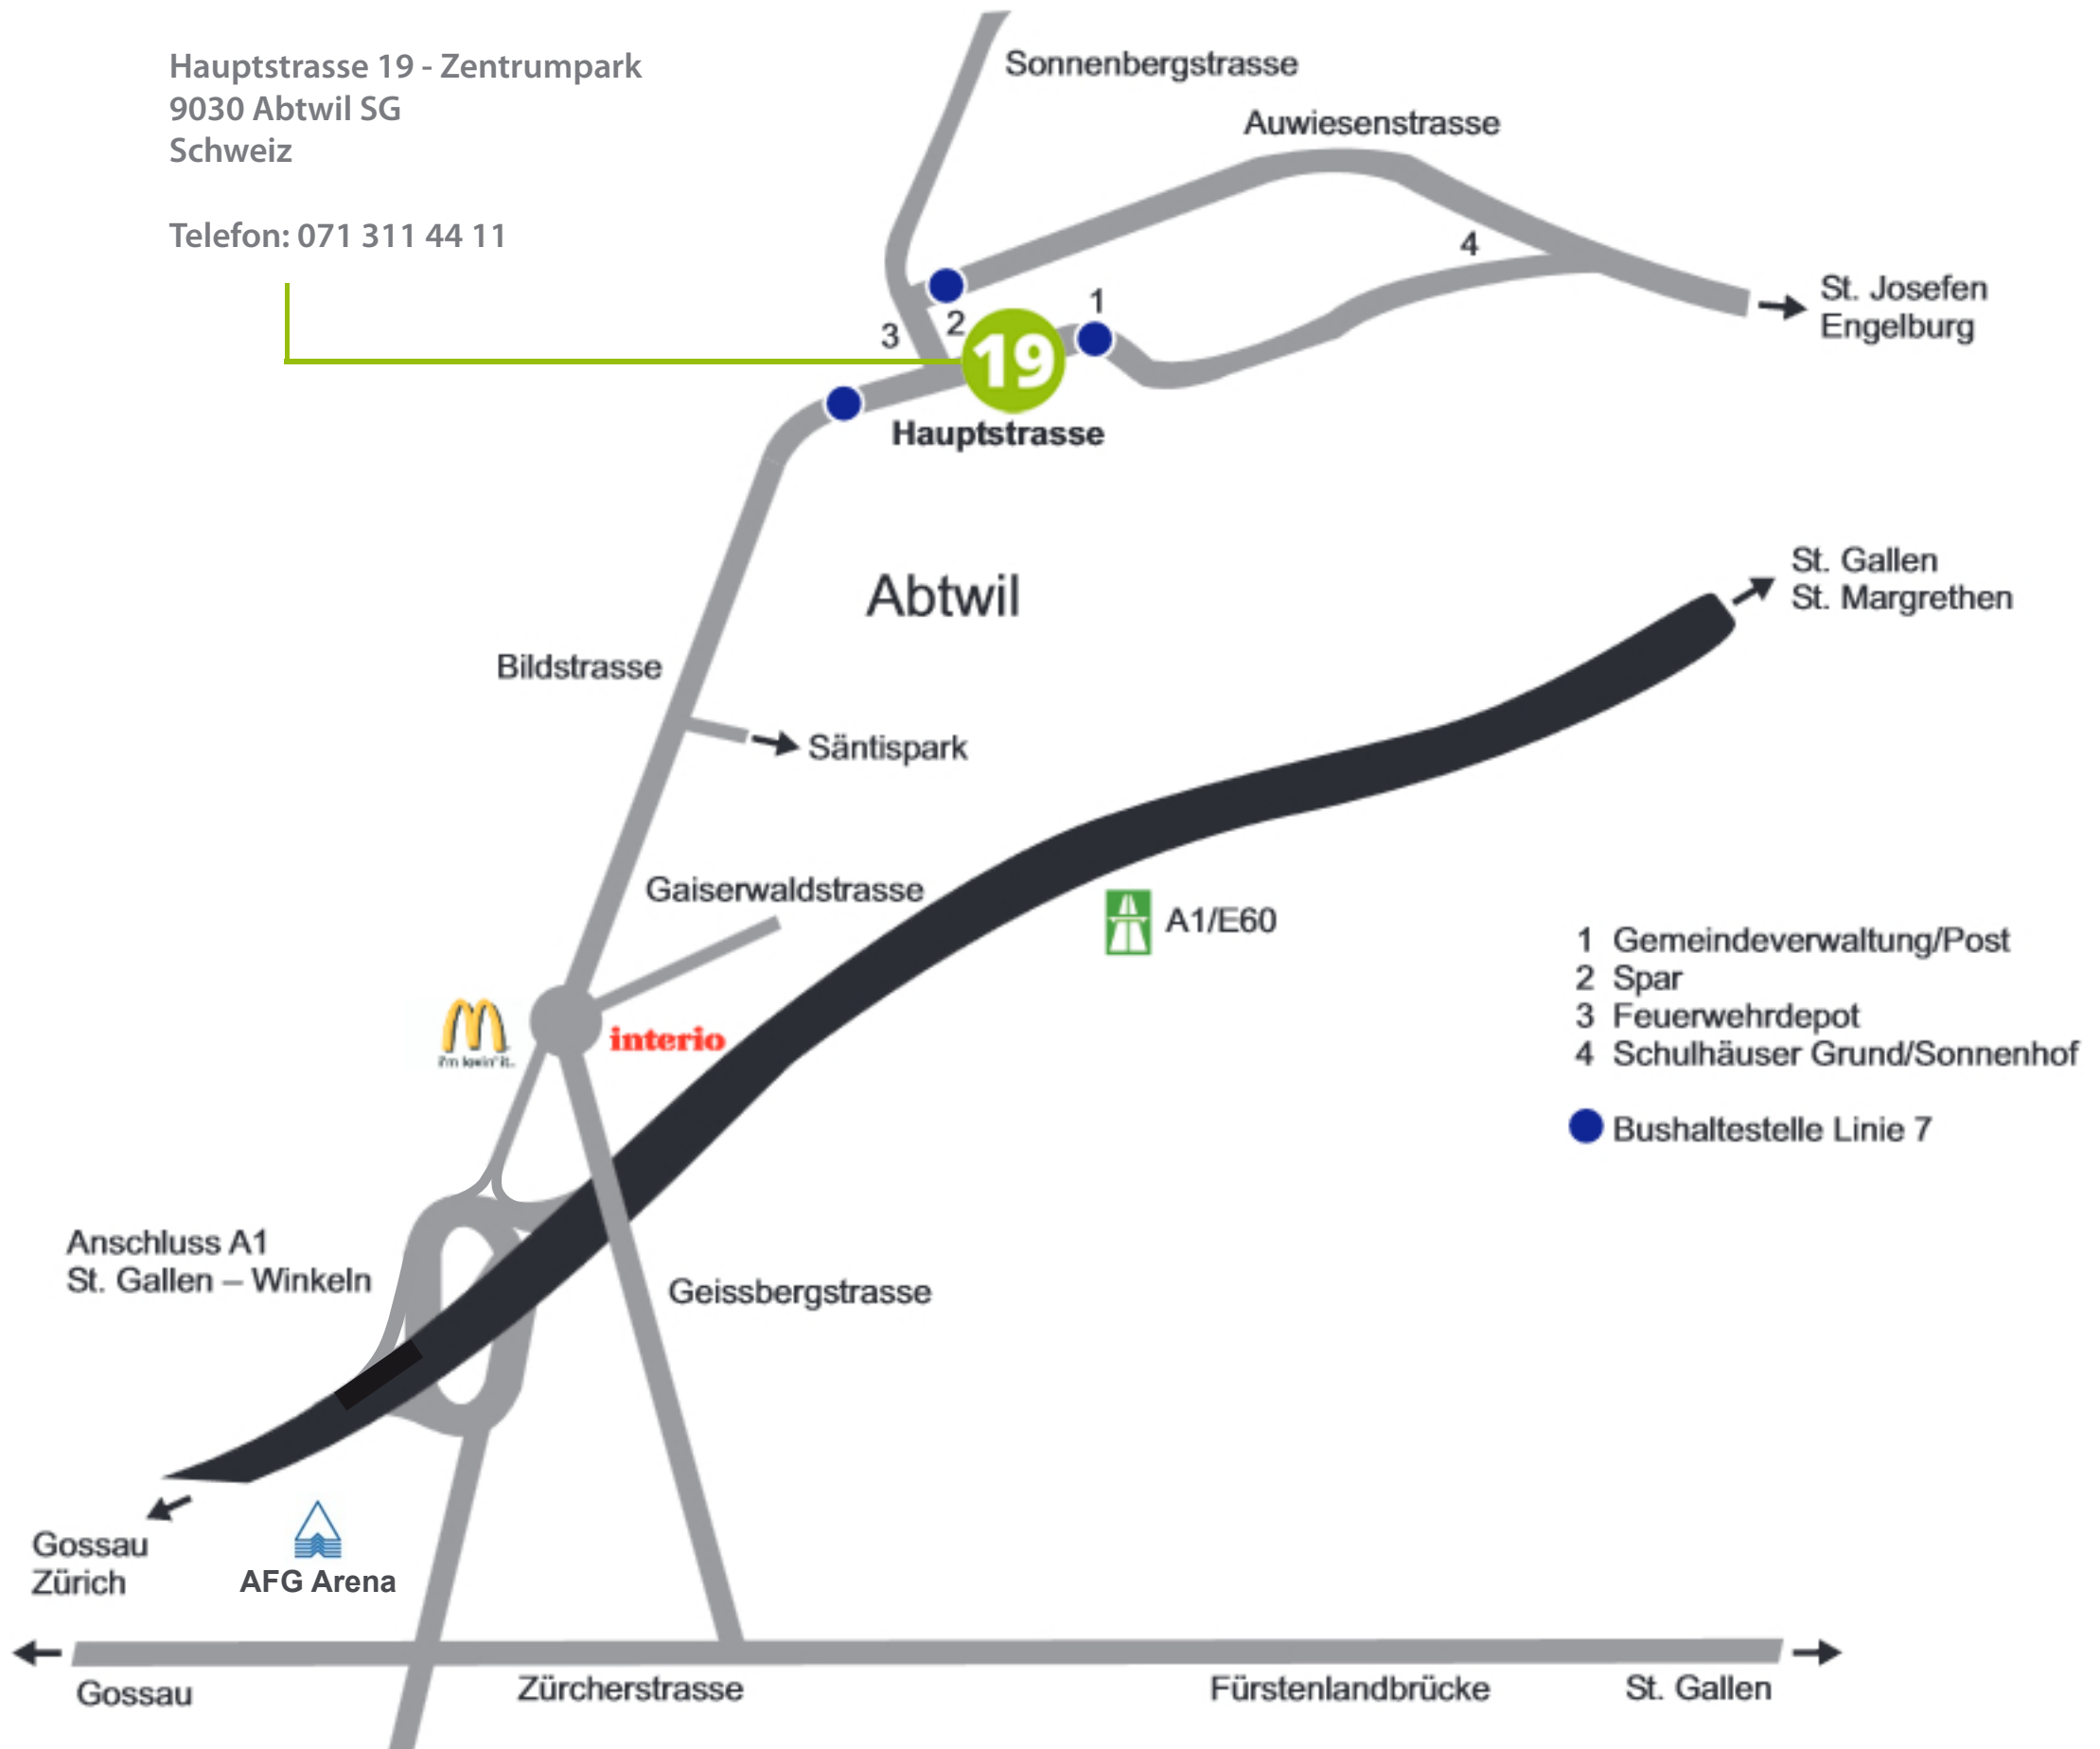 Hauptstrasse 19 - Zentrumpark
9030 Abtwil SG
Schweiz
Telefon: 071 311 44 11
Sonnenbergstrasse
Auwiesenstrasse
4
St. Josefen
Engelburg
1
2
3
19
Hauptstrasse
Abtwil
St. Gallen
St. Margrethen
Bildstrasse
Säntispark
Gaiserwaldstrasse
A1/E60
1 Gemeindeverwaltung/Post
2 Spar
3 Feuerwehrdepot
4 Schulhäuser Grund/Sonnenhof
Bushaltestelle Linie 7
i'm lovin' it.
interio
Anschluss A1
St. Gallen – Winkeln
Geissbergstrasse
Gossau
Zürich
AFG Arena
Gossau
Zürcherstrasse
Fürstenlandbrücke
St. Gallen